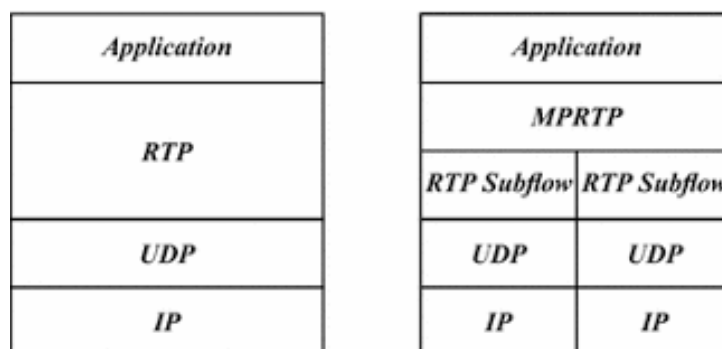 Application
RTP
UDP
IP
Application
MPRTP
RTP Subflow RTP Subflow
UDP UDP
IP IP